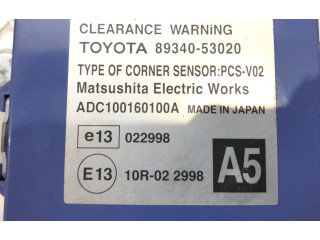 CLEARANCE WARNiNG
TOYOTA 89340-53020
TYPE OF CORNER SENSOR:PCS-V02
Matsushita Electric Works
ADC100160100A MADE IN JAPAN
e13 022998
E13 10R-02 2998
A5